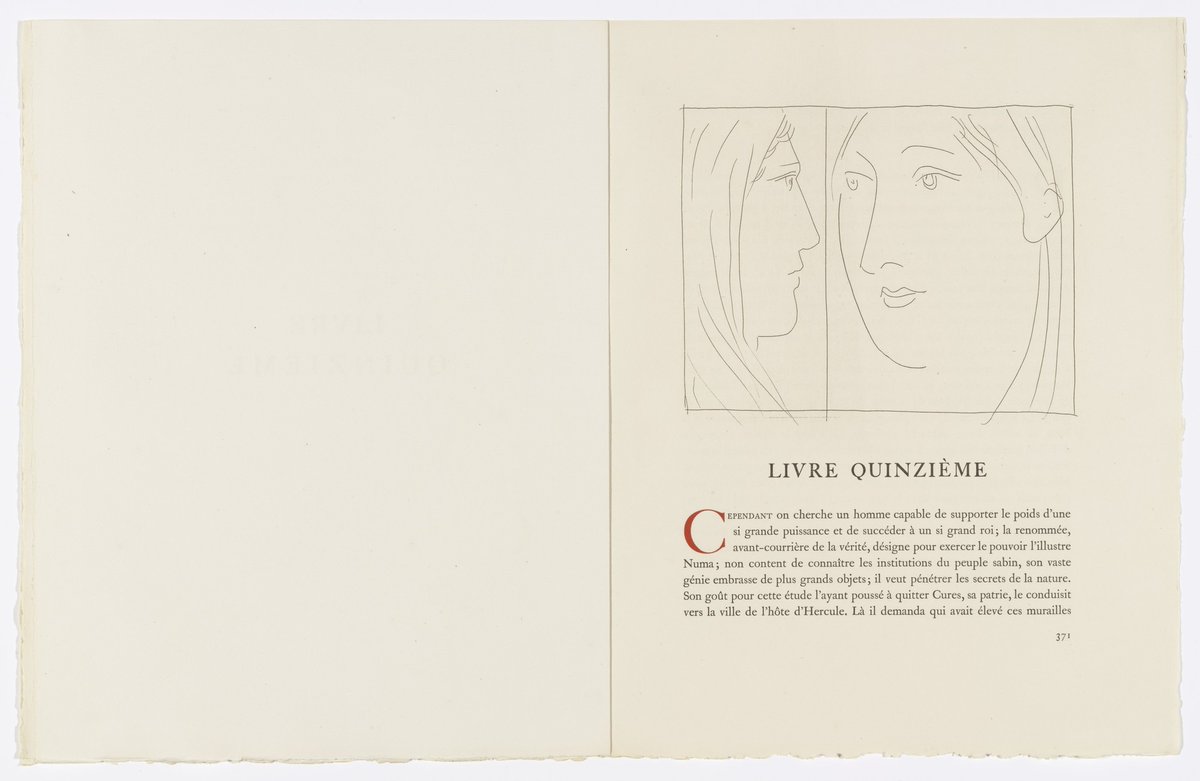 LIVRE
QUINZIÈME
LIVRE QUINZIÈME
CEPENDANT on cherche un homme capable de supporter le poids d'une
si grande puissance et de succéder à un si grand roi; la renommée,
avant-courrière de la vérité, désigne pour exercer le pouvoir l'illustre
Numa; non content de connaître les institutions du peuple sabin, son vaste
génie embrasse de plus grands objets; il veut pénétrer les secrets de la nature.
Son goût pour cette étude l'ayant poussé à quitter Cures, sa patrie, le conduisit
vers la ville de l'hôte d'Hercule. Là il demanda qui avait élevé ces murailles
371